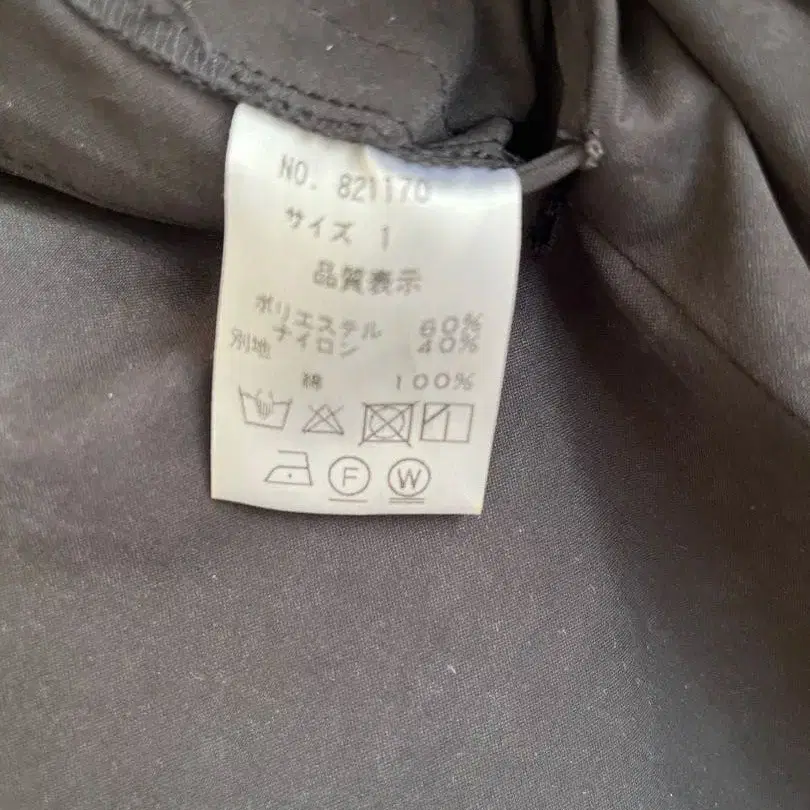 NO. 821170
サイズ 1
品質表示
ポリエステル 60%
ナイロン 40%
別地
綿 100%
F W